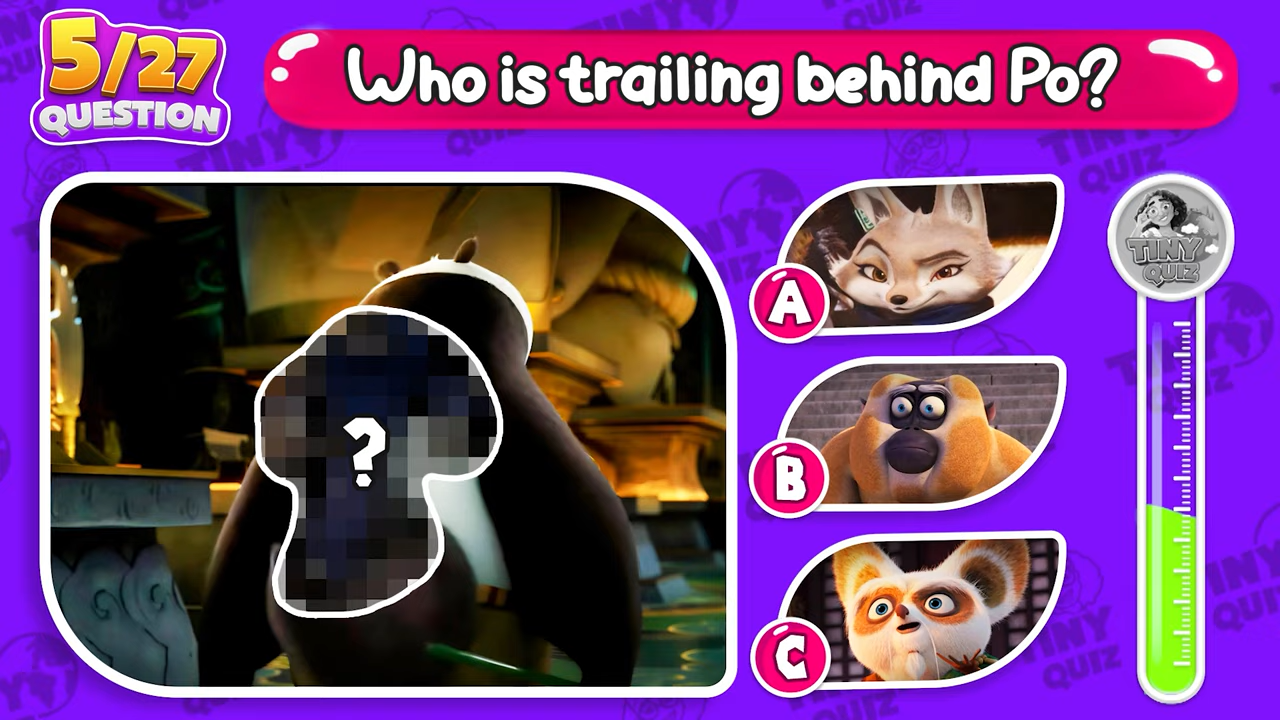 5/27
QUESTION
Who is trailing behind Po?
?
A
B
C
TINY
QUIZ